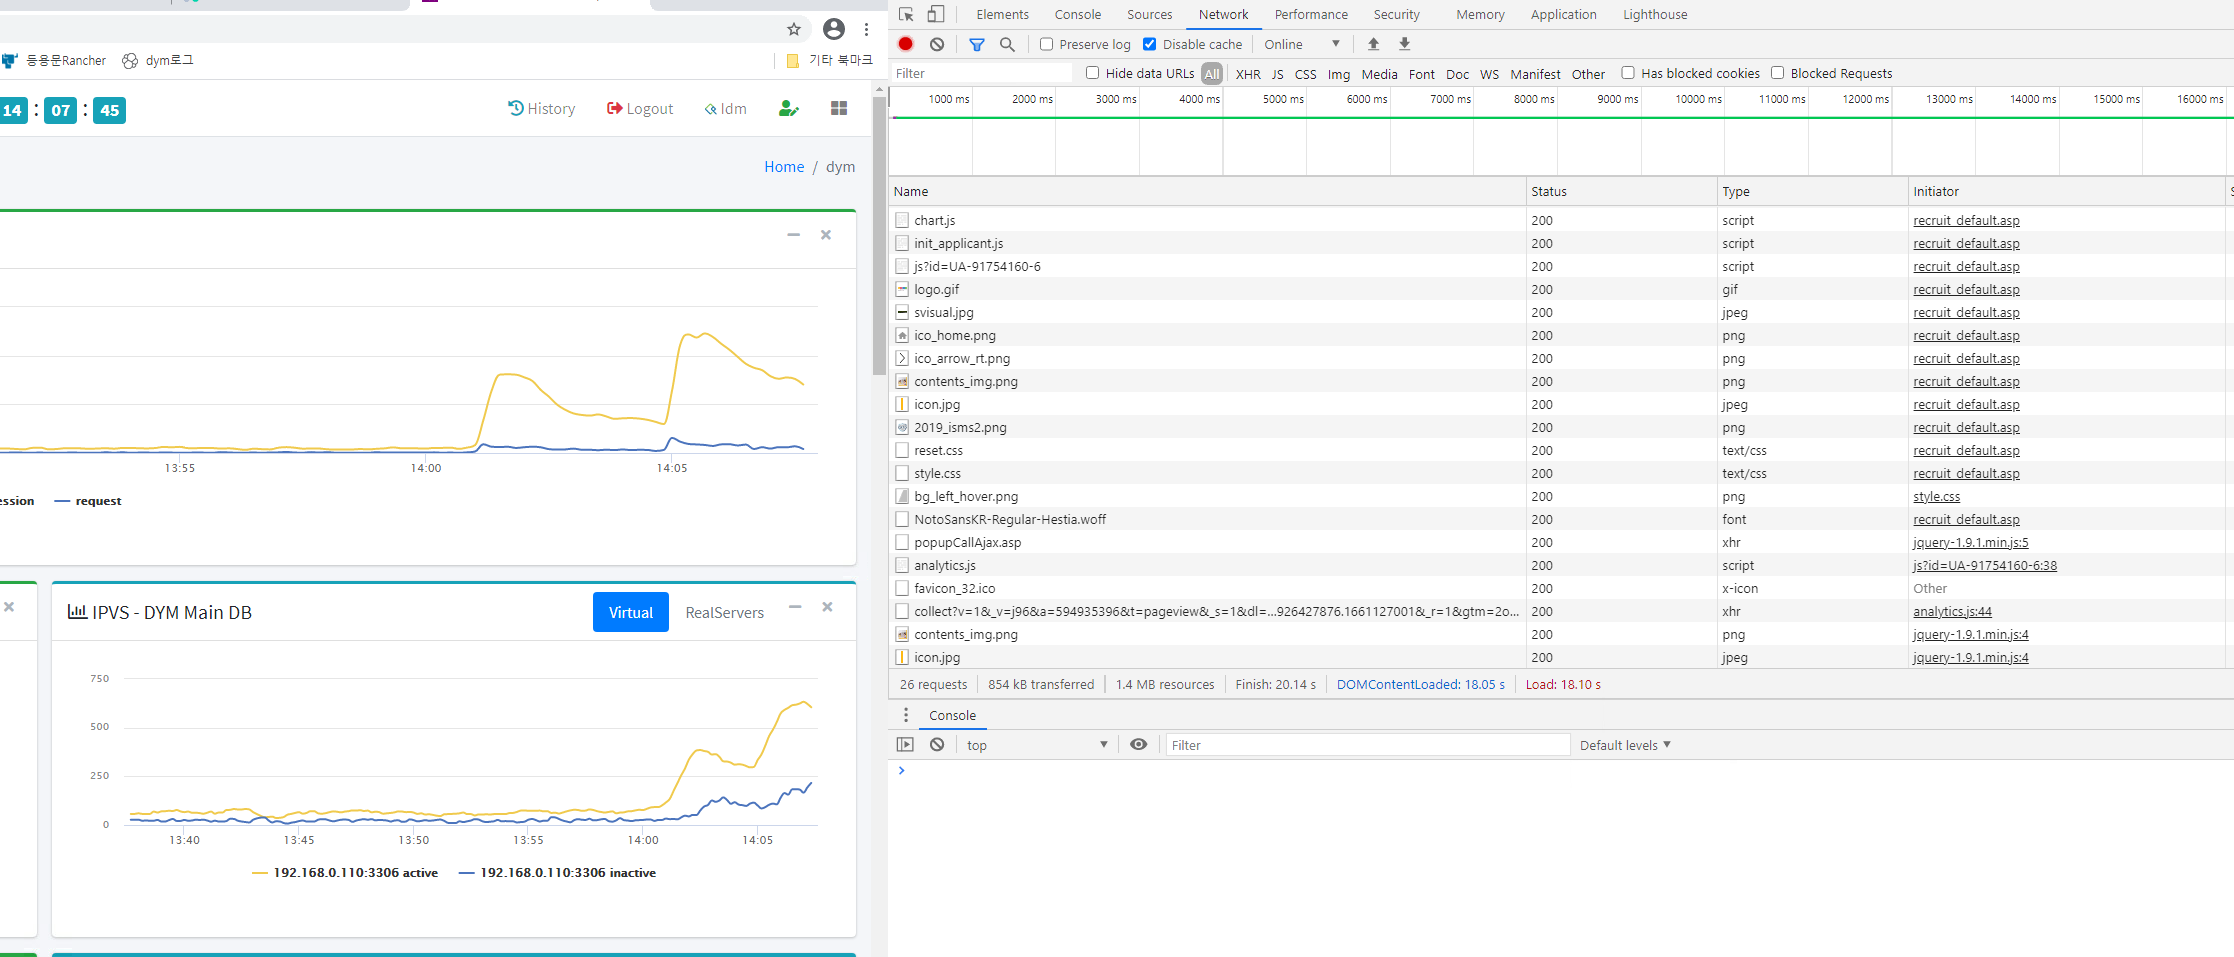 등용문Rancher dym로그 기타 북마크
14 : 07 : 45 History Logout Idm
Home / dym
13:55 14:00 14:05
ession request
IPVS - DYM Main DB Virtual RealServers
750
500
250
0
13:40 13:45 13:50 13:55 14:00 14:05
192.168.0.110:3306 active 192.168.0.110:3306 inactive
Elements Console Sources Network Performance Security Memory Application Lighthouse
Preserve log Disable cache Online
Filter Hide data URLs All XHR JS CSS Img Media Font Doc WS Manifest Other Has blocked cookies Blocked Requests
1000 ms 2000 ms 3000 ms 4000 ms 5000 ms 6000 ms 7000 ms 8000 ms 9000 ms 10000 ms 11000 ms 12000 ms 13000 ms 14000 ms 15000 ms 16000 ms
Name Status Type Initiator S
chart.js 200 script recruit_default.asp
init_applicant.js 200 script recruit_default.asp
js?id=UA-91754160-6 200 script recruit_default.asp
logo.gif 200 gif recruit_default.asp
svisual.jpg 200 jpeg recruit_default.asp
ico_home.png 200 png recruit_default.asp
ico_arrow_rt.png 200 png recruit_default.asp
contents_img.png 200 png recruit_default.asp
icon.jpg 200 jpeg recruit_default.asp
2019_isms2.png 200 png recruit_default.asp
reset.css 200 text/css recruit_default.asp
style.css 200 text/css recruit_default.asp
bg_left_hover.png 200 png style.css
NotoSansKR-Regular-Hestia.woff 200 font recruit_default.asp
popupCallAjax.asp 200 xhr jquery-1.9.1.min.js:5
analytics.js 200 script js?id=UA-91754160-6:38
favicon_32.ico 200 x-icon Other
collect?v=1&_v=j96&a=594935396&t=pageview&_s=1&dl=...926427876.1661127001&_r=1&gtm=2o... 200 xhr analytics.js:44
contents_img.png 200 png jquery-1.9.1.min.js:4
icon.jpg 200 jpeg jquery-1.9.1.min.js:4
26 requests 854 kB transferred 1.4 MB resources Finish: 20.14 s DOMContentLoaded: 18.05 s Load: 18.10 s
Console
top Filter Default levels